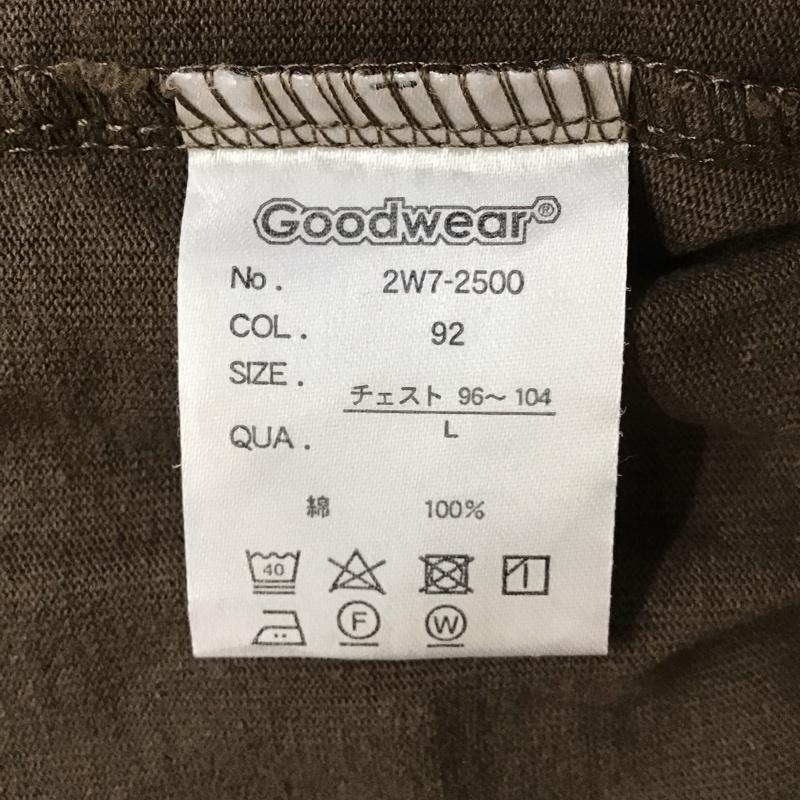 Goodwear®
No. 2W7-2500
COL. 92
SIZE.
チェスト 96～104
QUA. L
綿 100%
40
F W